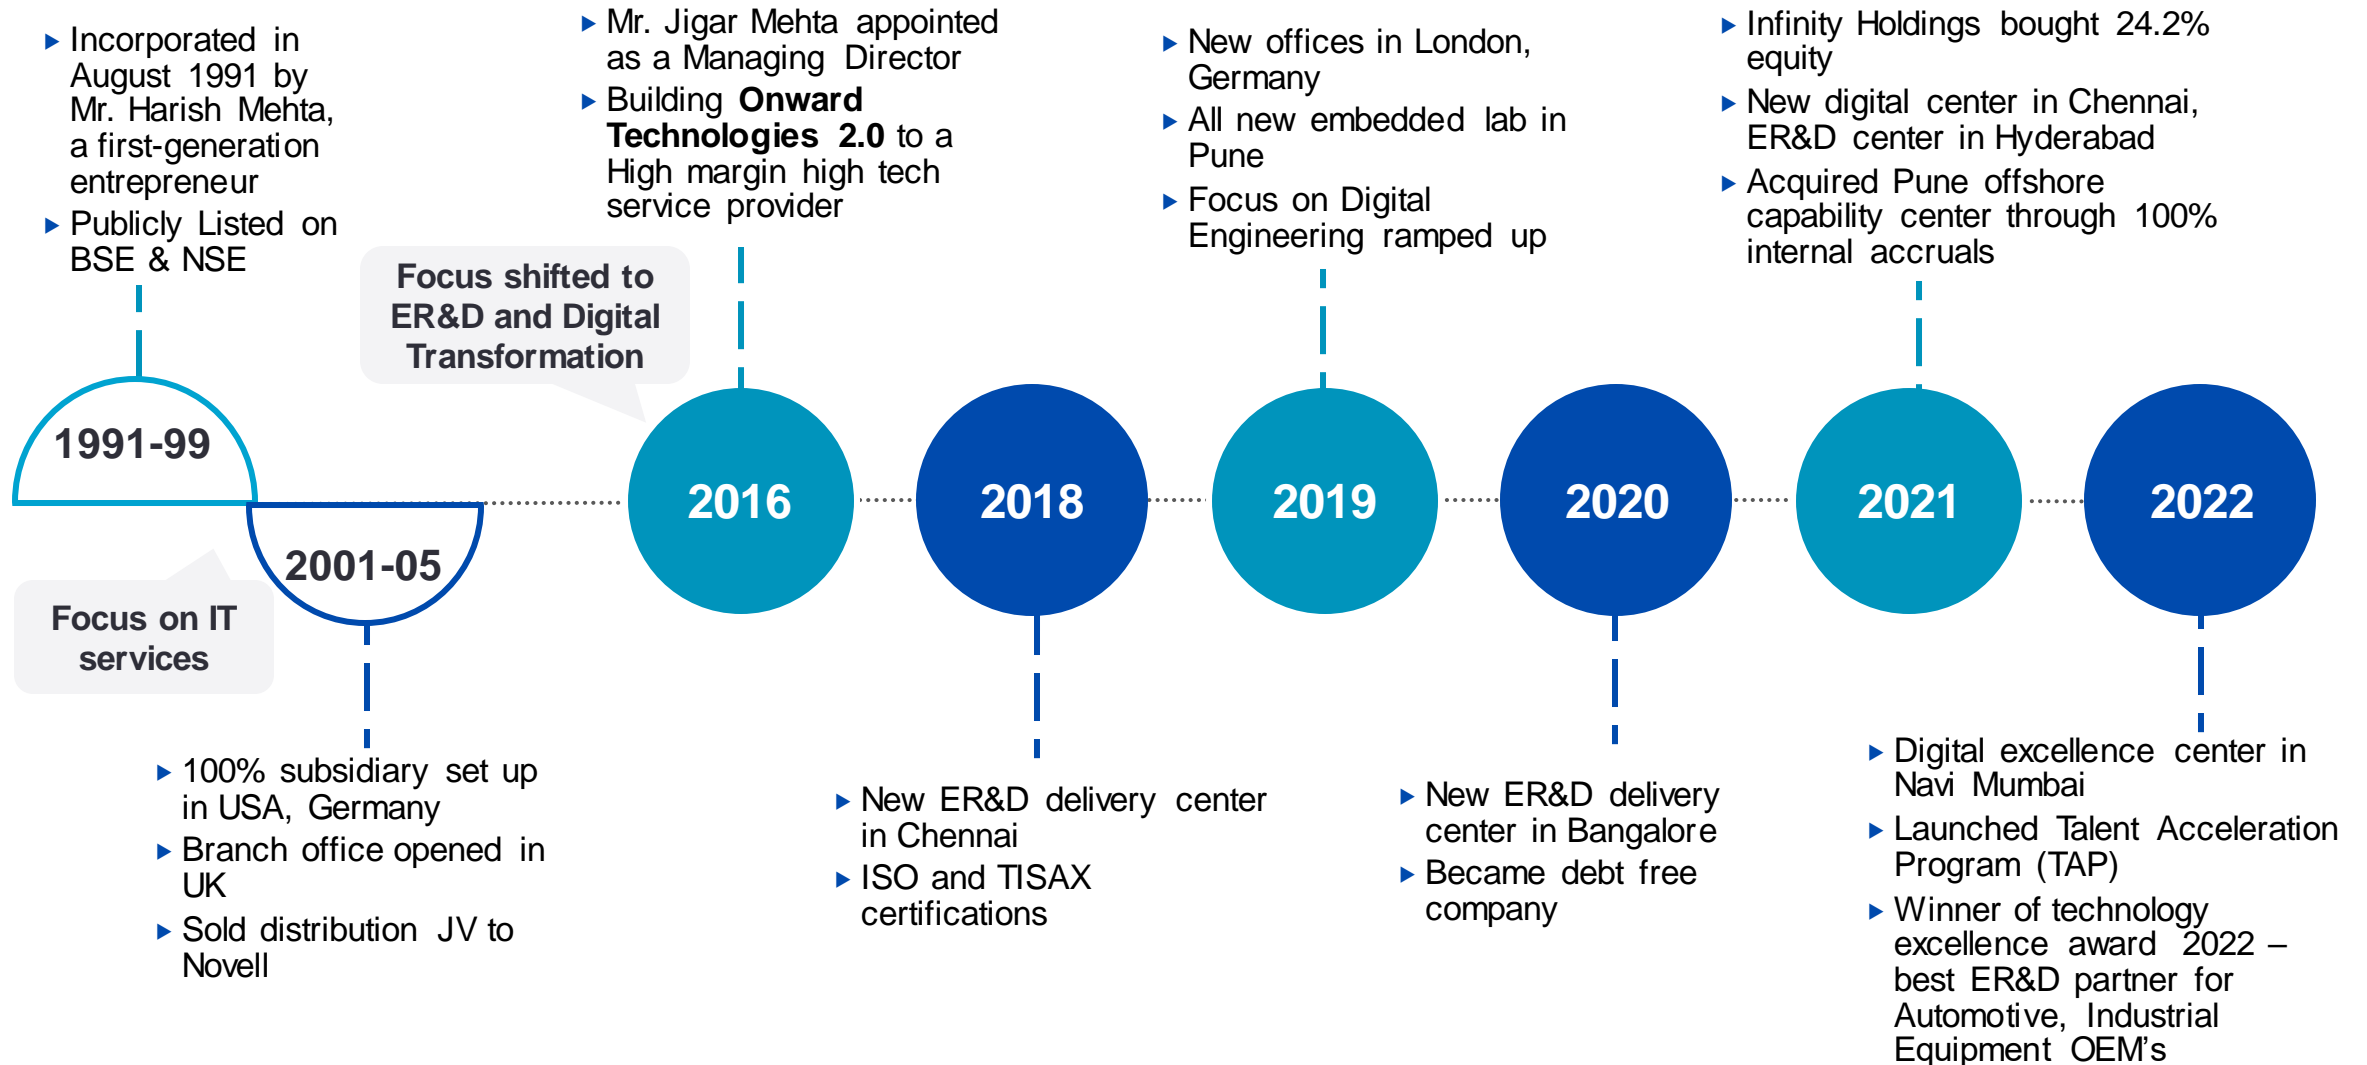 Incorporated in
August 1991 by
Mr. Harish Mehta,
a first-generation
entrepreneur
Publicly Listed on
BSE & NSE
1991-99
Focus on IT
services
2001-05
100% subsidiary set up
in USA, Germany
Branch office opened in
UK
Sold distribution JV to
Novell
Focus shifted to
ER&D and Digital
Transformation
Mr. Jigar Mehta appointed
as a Managing Director
Building Onward
Technologies 2.0 to a
High margin high tech
service provider
2016
2018
New ER&D delivery center
in Chennai
ISO and TISAX
certifications
New offices in London,
Germany
All new embedded lab in
Pune
Focus on Digital
Engineering ramped up
2019
2020
New ER&D delivery
center in Bangalore
Became debt free
company
Infinity Holdings bought 24.2%
equity
New digital center in Chennai,
ER&D center in Hyderabad
Acquired Pune offshore
capability center through 100%
internal accruals
2021
2022
Digital excellence center in
Navi Mumbai
Launched Talent Acceleration
Program (TAP)
Winner of technology
excellence award 2022 –
best ER&D partner for
Automotive, Industrial
Equipment OEM’s